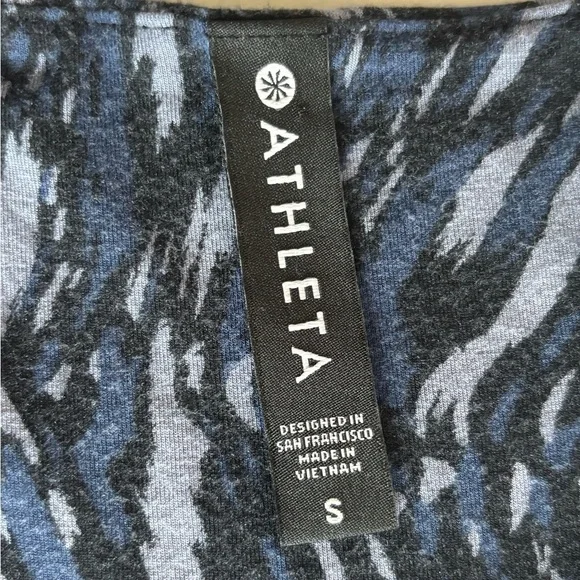 ATHLETA
DESIGNED IN
SAN FRANCISCO
MADE IN
VIETNAM
S